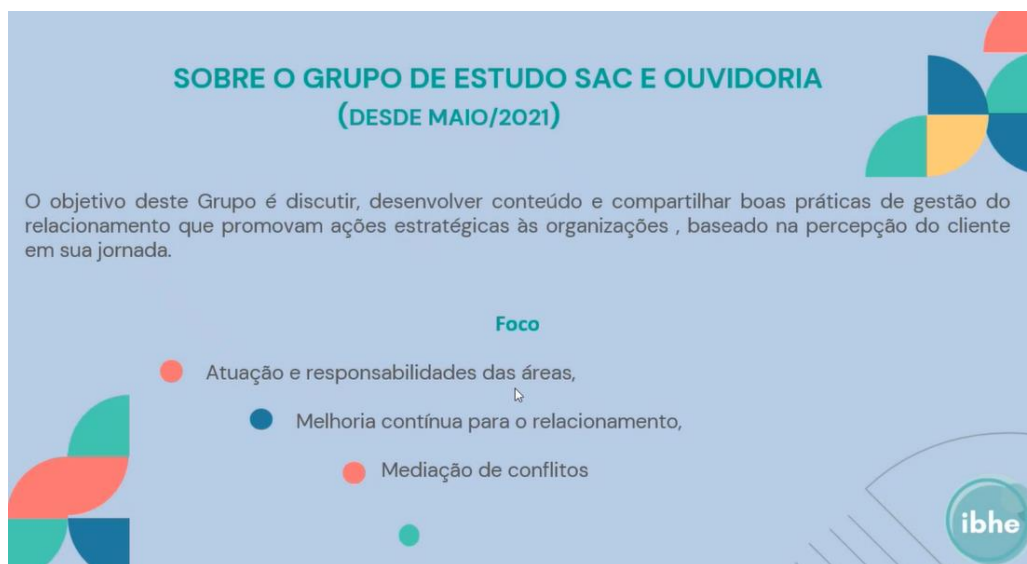 SOBRE O GRUPO DE ESTUDO SAC E OUVIDORIA
(DESDE MAIO/2021)
O objetivo deste Grupo é discutir, desenvolver conteúdo e compartilhar boas práticas de gestão do
relacionamento que promovam ações estratégicas às organizações , baseado na percepção do cliente
em sua jornada.
Foco
Atuação e responsabilidades das áreas,
Melhoria contínua para o relacionamento,
Mediação de conflitos
ibhe